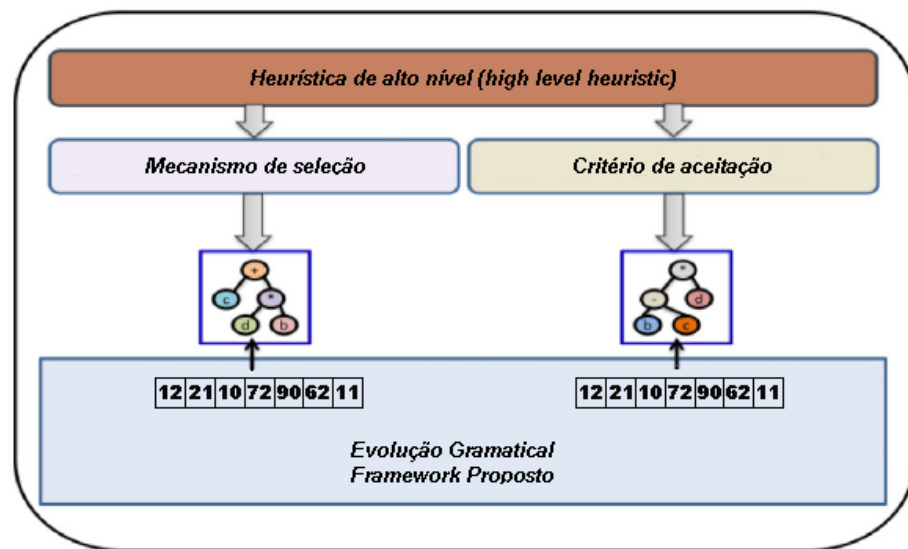 Heurística de alto nível (high level heuristic)
Mecanismo de seleção
Critério de aceitação
+
c
*
d
b
*
-
d
b
c
12 21 10 72 90 62 11
12 21 10 72 90 62 11
Evolução Gramatical
Framework Proposto